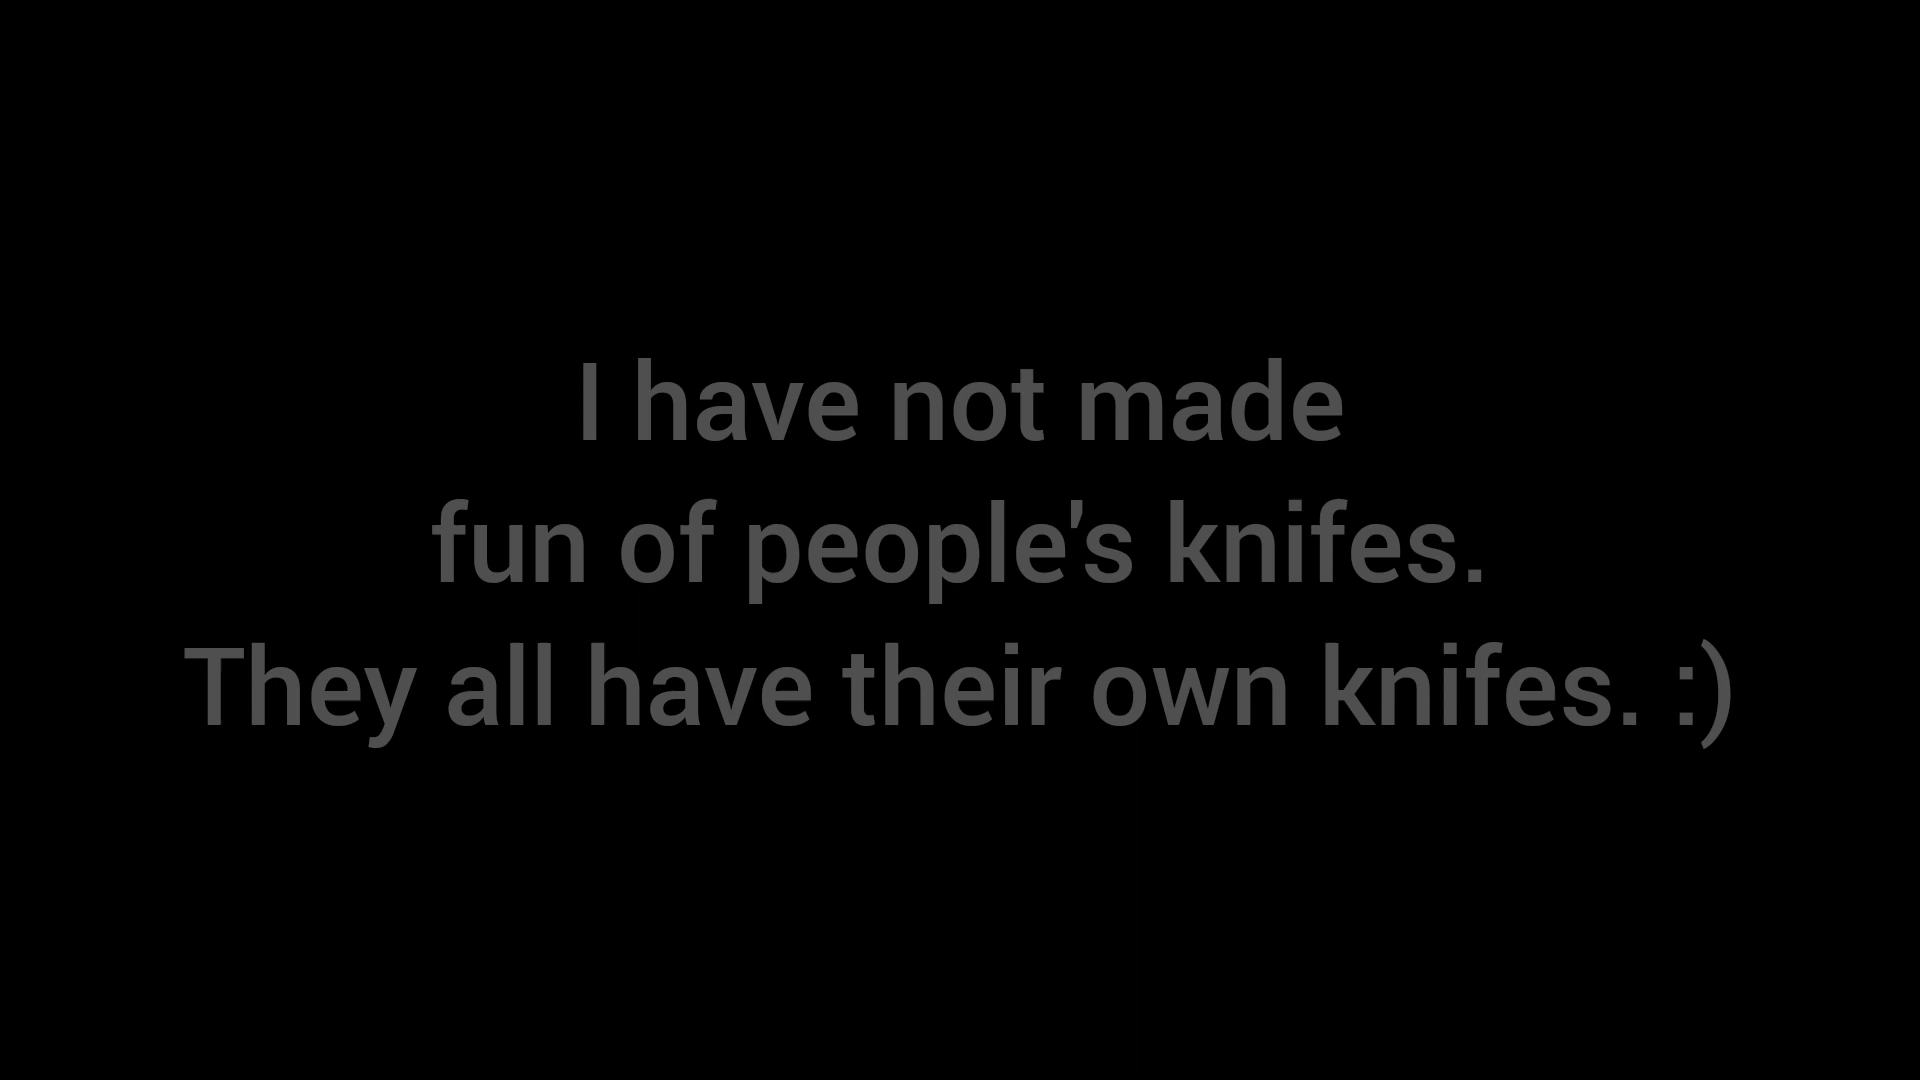 I have not made
fun of people's knifes.
They all have their own knifes. :)